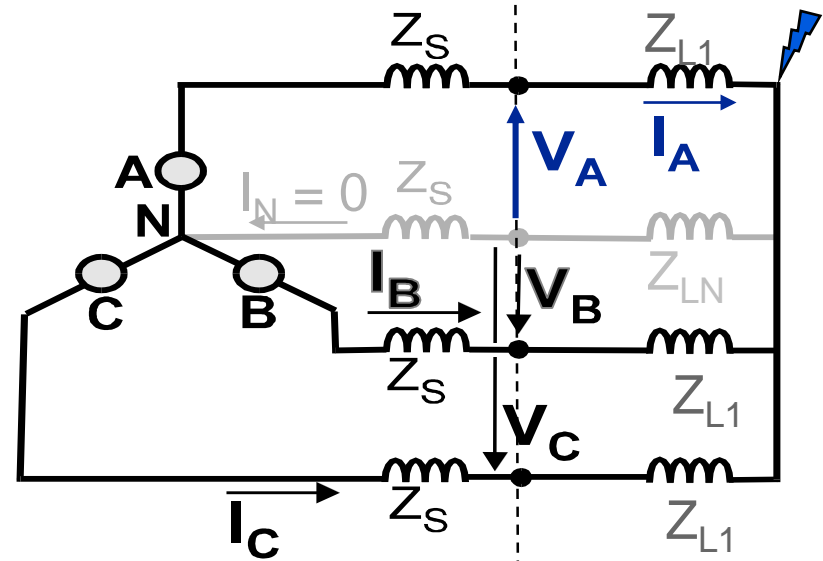 Z_S
Z_L1
V_A
I_A
A
I_N = 0
Z_S
N
Z_LN
I_B
V_B
C
B
Z_S
Z_L1
V_C
I_C
Z_S
Z_L1